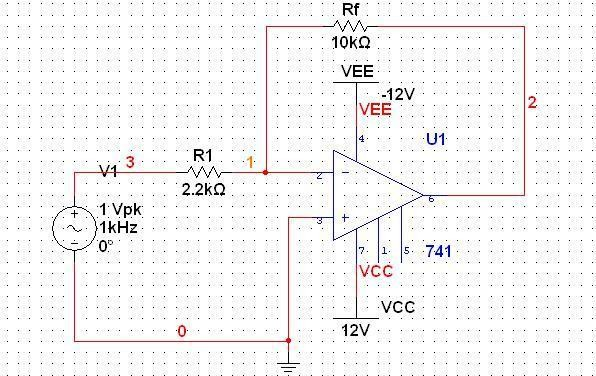 Rf
10kΩ
VEE
-12V
VEE
2
4
U1
R1
V1
3
1
2.2kΩ
2
−
6
1 Vpk
1kHz
0°
+
~
−
3
+
7
1
5
741
VCC
VCC
12V
0